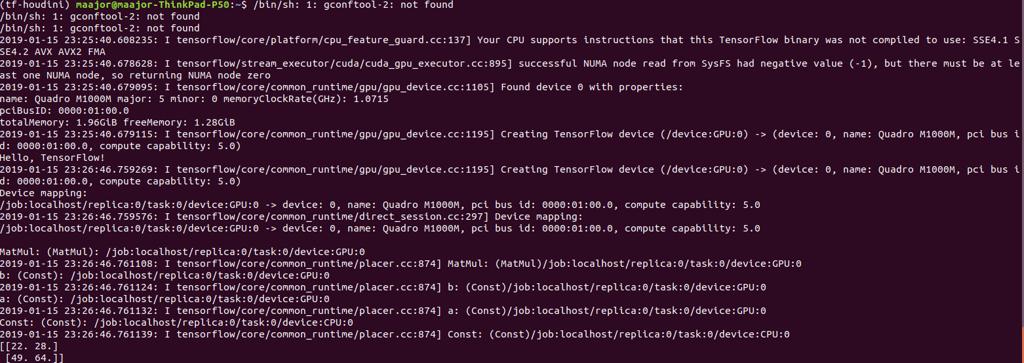 (tf-houdini) maajor@maajor-ThinkPad-P50:~$ /bin/sh: 1: gconftool-2: not found
/bin/sh: 1: gconftool-2: not found
/bin/sh: 1: gconftool-2: not found
2019-01-15 23:25:40.608235: I tensorflow/core/platform/cpu_feature_guard.cc:137] Your CPU supports instructions that this TensorFlow binary was not compiled to use: SSE4.1 S
SE4.2 AVX AVX2 FMA
2019-01-15 23:25:40.678628: I tensorflow/stream_executor/cuda/cuda_gpu_executor.cc:895] successful NUMA node read from SysFS had negative value (-1), but there must be at le
ast one NUMA node, so returning NUMA node zero
2019-01-15 23:25:40.679095: I tensorflow/core/common_runtime/gpu/gpu_device.cc:1105] Found device 0 with properties:
name: Quadro M1000M major: 5 minor: 0 memoryClockRate(GHz): 1.0715
pciBusID: 0000:01:00.0
totalMemory: 1.96GiB freeMemory: 1.28GiB
2019-01-15 23:25:40.679115: I tensorflow/core/common_runtime/gpu/gpu_device.cc:1195] Creating TensorFlow device (/device:GPU:0) -> (device: 0, name: Quadro M1000M, pci bus i
d: 0000:01:00.0, compute capability: 5.0)
Hello, TensorFlow!
2019-01-15 23:26:46.759269: I tensorflow/core/common_runtime/gpu/gpu_device.cc:1195] Creating TensorFlow device (/device:GPU:0) -> (device: 0, name: Quadro M1000M, pci bus i
d: 0000:01:00.0, compute capability: 5.0)
Device mapping:
/job:localhost/replica:0/task:0/device:GPU:0 -> device: 0, name: Quadro M1000M, pci bus id: 0000:01:00.0, compute capability: 5.0
2019-01-15 23:26:46.759576: I tensorflow/core/common_runtime/direct_session.cc:297] Device mapping:
/job:localhost/replica:0/task:0/device:GPU:0 -> device: 0, name: Quadro M1000M, pci bus id: 0000:01:00.0, compute capability: 5.0
MatMul: (MatMul): /job:localhost/replica:0/task:0/device:GPU:0
2019-01-15 23:26:46.761108: I tensorflow/core/common_runtime/placer.cc:874] MatMul: (MatMul)/job:localhost/replica:0/task:0/device:GPU:0
b: (Const): /job:localhost/replica:0/task:0/device:GPU:0
2019-01-15 23:26:46.761124: I tensorflow/core/common_runtime/placer.cc:874] b: (Const)/job:localhost/replica:0/task:0/device:GPU:0
a: (Const): /job:localhost/replica:0/task:0/device:GPU:0
2019-01-15 23:26:46.761132: I tensorflow/core/common_runtime/placer.cc:874] a: (Const)/job:localhost/replica:0/task:0/device:GPU:0
Const: (Const): /job:localhost/replica:0/task:0/device:CPU:0
2019-01-15 23:26:46.761139: I tensorflow/core/common_runtime/placer.cc:874] Const: (Const)/job:localhost/replica:0/task:0/device:CPU:0
[[22. 28.]
[49. 64.]]